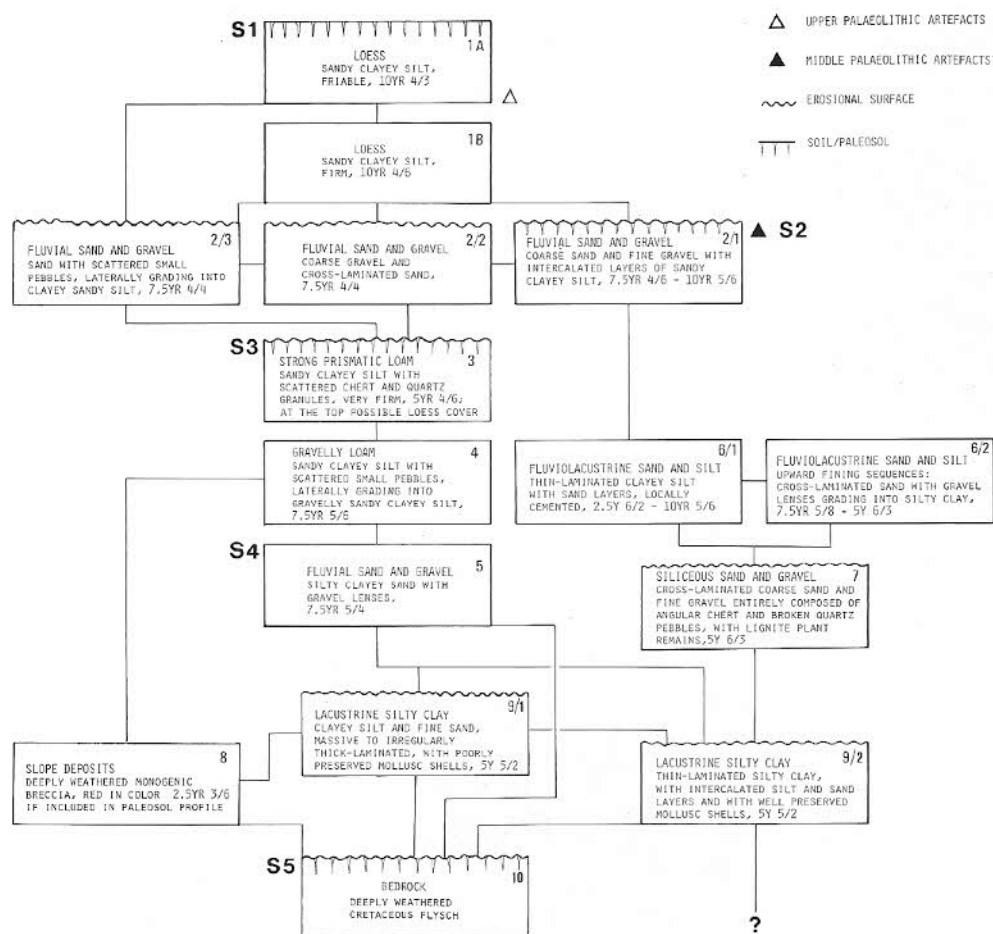 S1
1A
LOESS
SANDY CLAYEY SILT,
FRIABLE, 10YR 4/3
UPPER PALAEOLITHIC ARTEFACTS
MIDDLE PALAEOLITHIC ARTEFACTS
EROSIONAL SURFACE
SOIL/PALEOSOL
1B
LOESS
SANDY CLAYEY SILT,
FIRM, 10YR 4/6
2/3
FLUVIAL SAND AND GRAVEL
SAND WITH SCATTERED SMALL
PEBBLES, LATERALLY GRADING INTO
CLAYEY SANDY SILT, 7.5YR 4/4
2/2
FLUVIAL SAND AND GRAVEL
COARSE GRAVEL AND
CROSS-LAMINATED SAND,
7.5YR 4/4
2/1
FLUVIAL SAND AND GRAVEL
COARSE SAND AND FINE GRAVEL WITH
INTERCALATED LAYERS OF SANDY
CLAYEY SILT, 7.5YR 4/6 - 10YR 5/6
S2
S3
3
STRONG PRISMATIC LOAM
SANDY CLAYEY SILT WITH
SCATTERED CHERT AND QUARTZ
GRANULES, VERY FIRM, 5YR 4/6;
AT THE TOP POSSIBLE LOESS COVER
4
GRAVELLY LOAM
SANDY CLAYEY SILT WITH
SCATTERED SMALL PEBBLES,
LATERALLY GRADING INTO
GRAVELLY SANDY CLAYEY SILT,
7.5YR 5/6
6/1
FLUVIOLACUSTRINE SAND AND SILT
THIN-LAMINATED CLAYEY SILT
WITH SAND LAYERS, LOCALLY
CEMENTED, 2.5Y 6/2 - 10YR 5/6
6/2
FLUVIOLACUSTRINE SAND AND SILT
UPWARD FINING SEQUENCES:
CROSS-LAMINATED SAND WITH GRAVEL
LENSES GRADING INTO SILTY CLAY,
7.5YR 5/8 - 5Y 6/3
S4
5
FLUVIAL SAND AND GRAVEL
SILTY CLAYEY SAND WITH
GRAVEL LENSES,
7.5YR 5/4
7
SILICEOUS SAND AND GRAVEL
CROSS-LAMINATED COARSE SAND AND
FINE GRAVEL ENTIRELY COMPOSED OF
ANGULAR CHERT AND BROKEN QUARTZ
PEBBLES, WITH LIGNITE PLANT
REMAINS,5Y 6/3
9/1
LACUSTRINE SILTY CLAY
CLAYEY SILT AND FINE SAND,
MASSIVE TO IRREGULARLY
THICK-LAMINATED, WITH POORLY
PRESERVED MOLLUSC SHELLS, 5Y 5/2
8
SLOPE DEPOSITS
DEEPLY WEATHERED MONOGENIC
BRECCIA, RED IN COLOR 2.5YR 3/6
IF INCLUDED IN PALEOSOL PROFILE
9/2
LACUSTRINE SILTY CLAY
THIN-LAMINATED SILTY CLAY,
WITH INTERCALATED SILT AND SAND
LAYERS AND WITH WELL PRESERVED
MOLLUSC SHELLS, 5Y 5/2
S5
10
BEDROCK
DEEPLY WEATHERED
CRETACEOUS FLYSCH
?